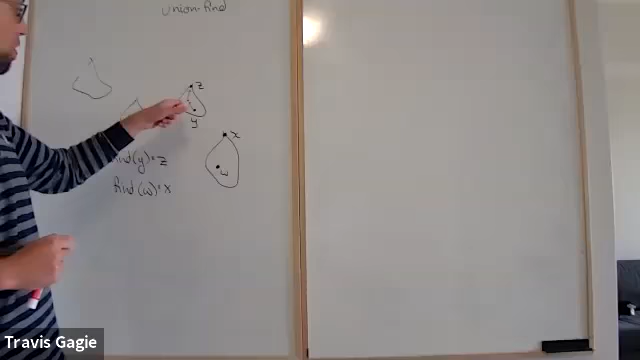 union-find
z
y
x
w
find(y)=z
find(w)=x
Travis Gagie